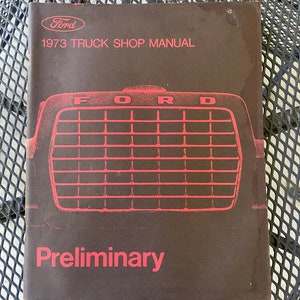 Ford
1973 TRUCK SHOP MANUAL
FORD
Preliminary